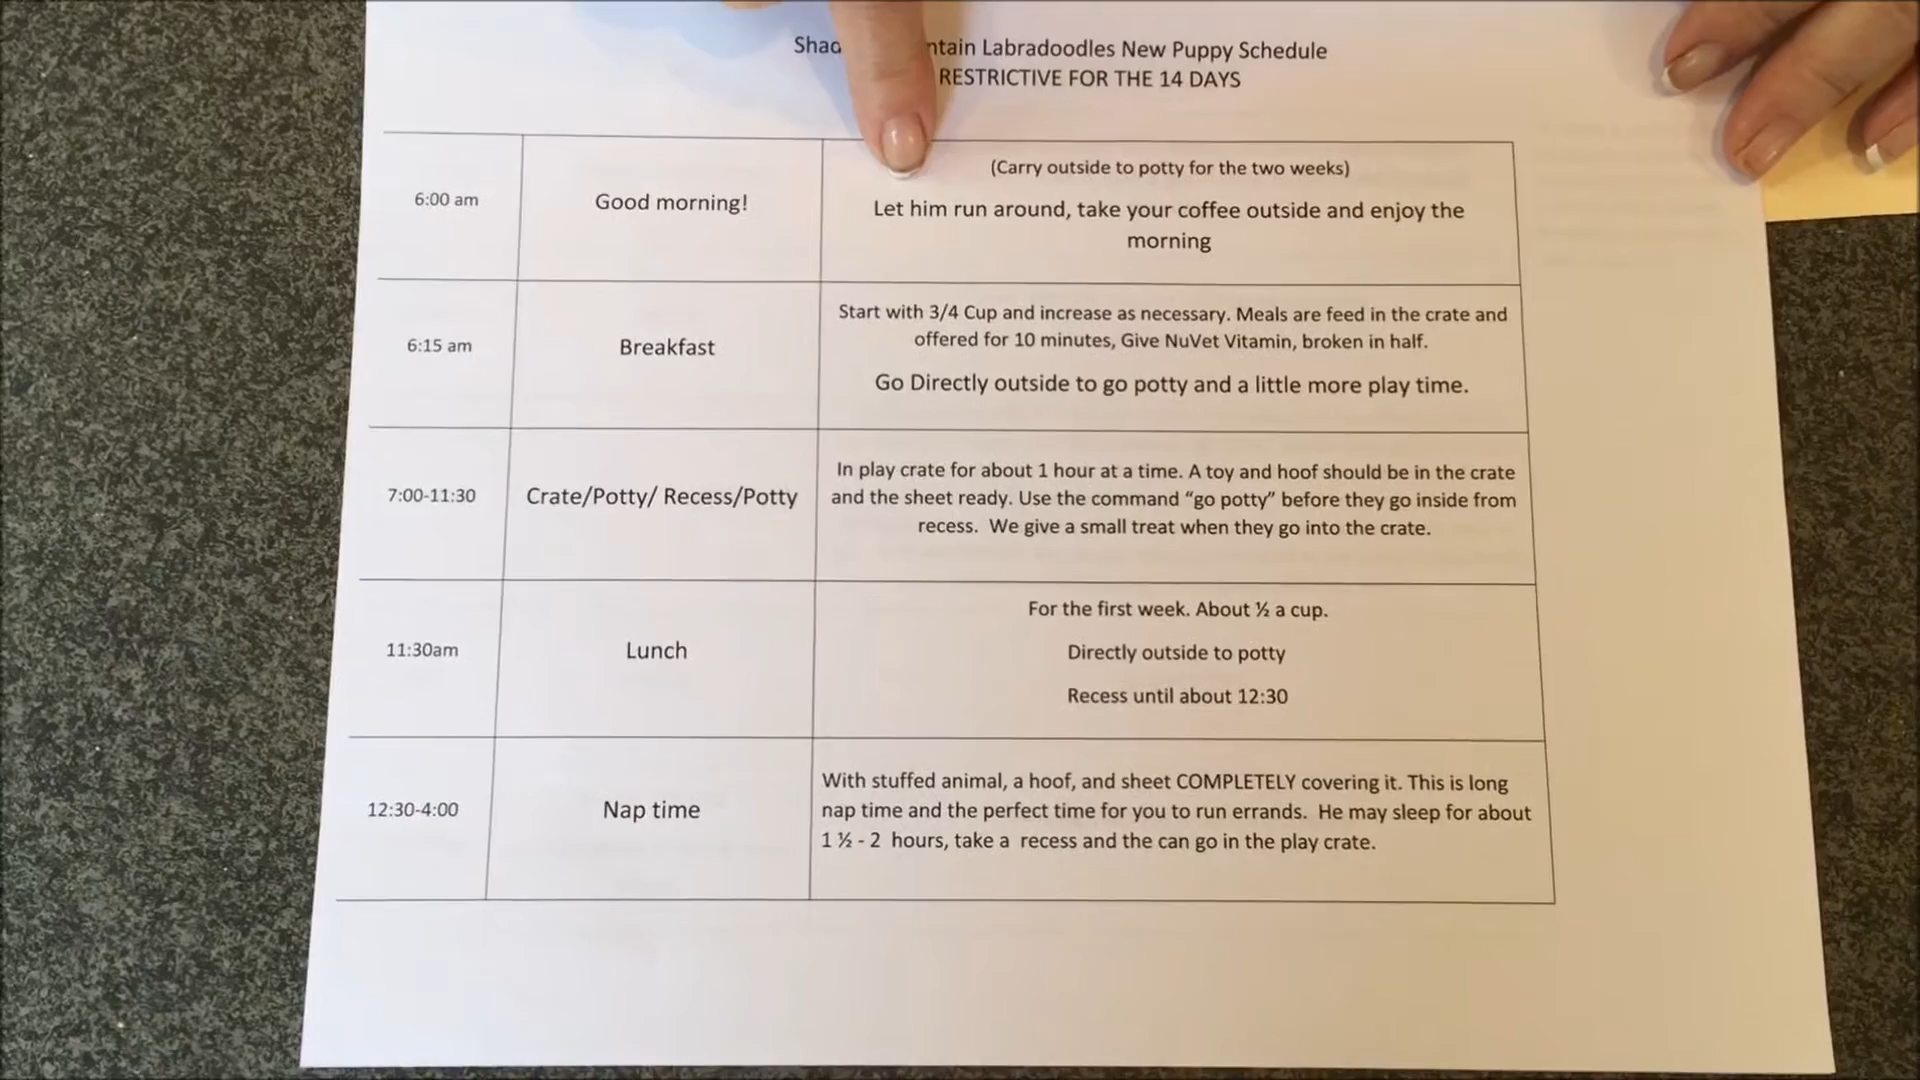 Shad ntain Labradoodles New Puppy Schedule
RESTRICTIVE FOR THE 14 DAYS
6:00 am
Good morning!
(Carry outside to potty for the two weeks)
Let him run around, take your coffee outside and enjoy the
morning
6:15 am
Breakfast
Start with 3/4 Cup and increase as necessary. Meals are feed in the crate and
offered for 10 minutes, Give NuVet Vitamin, broken in half.
Go Directly outside to go potty and a little more play time.
7:00-11:30
Crate/Potty/ Recess/Potty
In play crate for about 1 hour at a time. A toy and hoof should be in the crate
and the sheet ready. Use the command “go potty” before they go inside from
recess. We give a small treat when they go into the crate.
11:30am
Lunch
For the first week. About ½ a cup.
Directly outside to potty
Recess until about 12:30
12:30-4:00
Nap time
With stuffed animal, a hoof, and sheet COMPLETELY covering it. This is long
nap time and the perfect time for you to run errands. He may sleep for about
1 ½ - 2 hours, take a recess and the can go in the play crate.